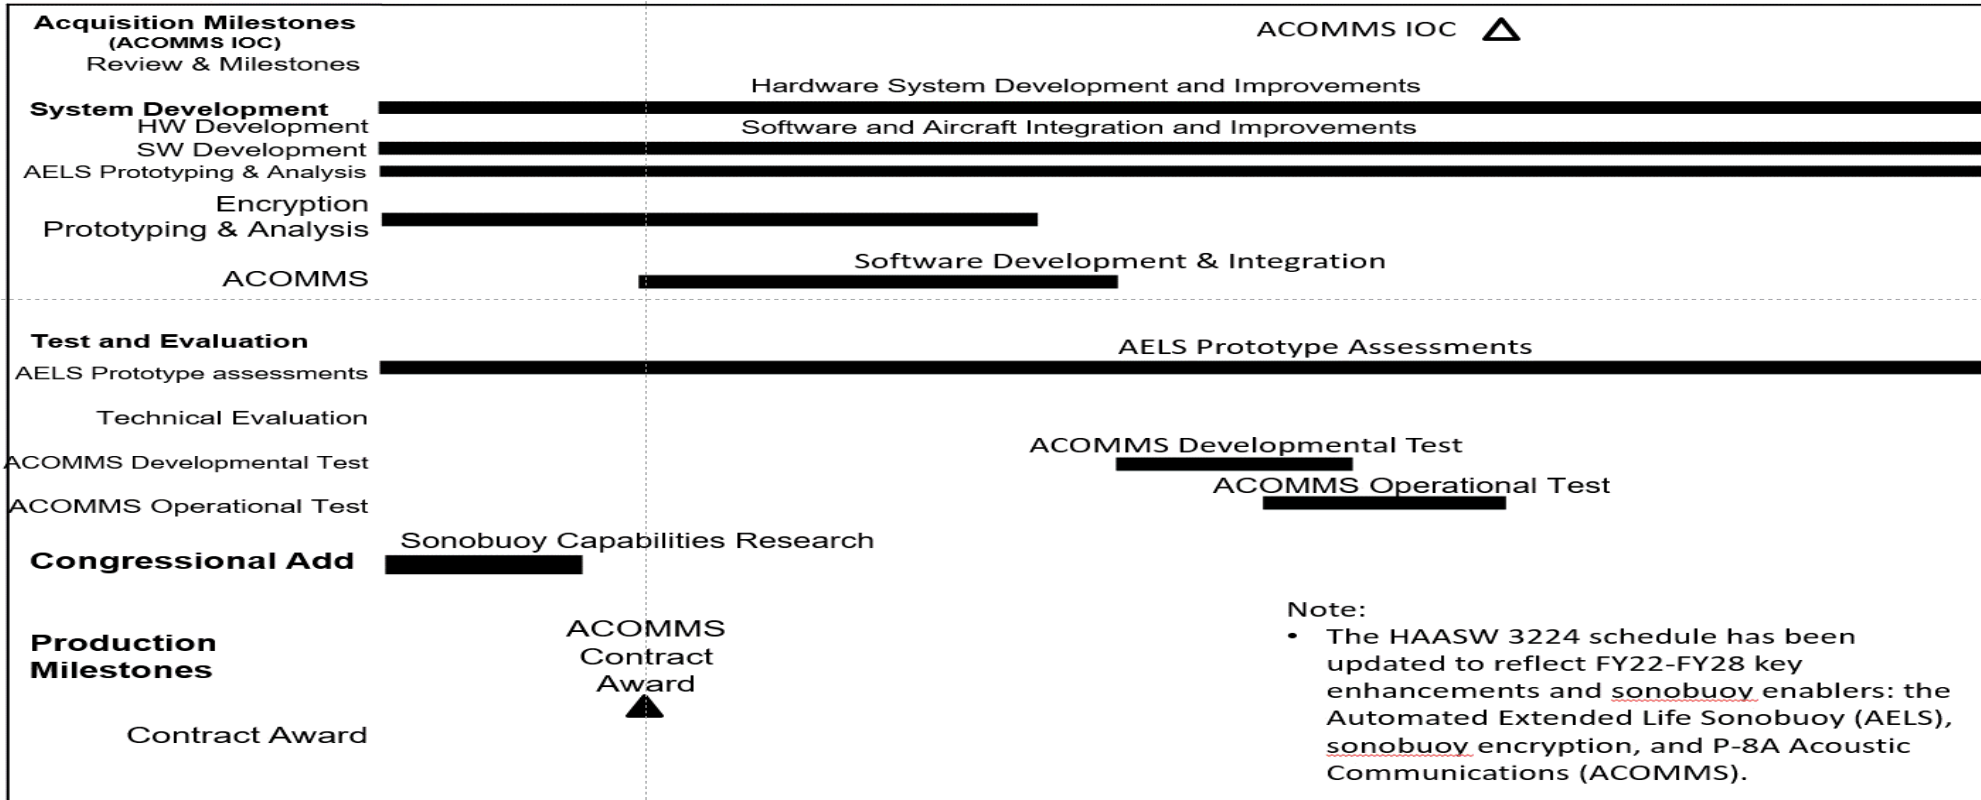 Acquisition Milestones
(ACOMMS IOC)
Review & Milestones
ACOMMS IOC
Hardware System Development and Improvements
System Development
HW Development
Software and Aircraft Integration and Improvements
SW Development
AELS Prototyping & Analysis
Encryption
Prototyping & Analysis
Software Development & Integration
ACOMMS
Test and Evaluation
AELS Prototype Assessments
AELS Prototype assessments
Technical Evaluation
ACOMMS Developmental Test
ACOMMS Developmental Test
ACOMMS Operational Test
ACOMMS Operational Test
Sonobuoy Capabilities Research
Congressional Add
Production
Milestones
ACOMMS
Contract
Award
Contract Award
Note:
• The HAASW 3224 schedule has been
updated to reflect FY22-FY28 key
enhancements and sonobuoy enablers: the
Automated Extended Life Sonobuoy (AELS),
sonobuoy encryption, and P-8A Acoustic
Communications (ACOMMS).